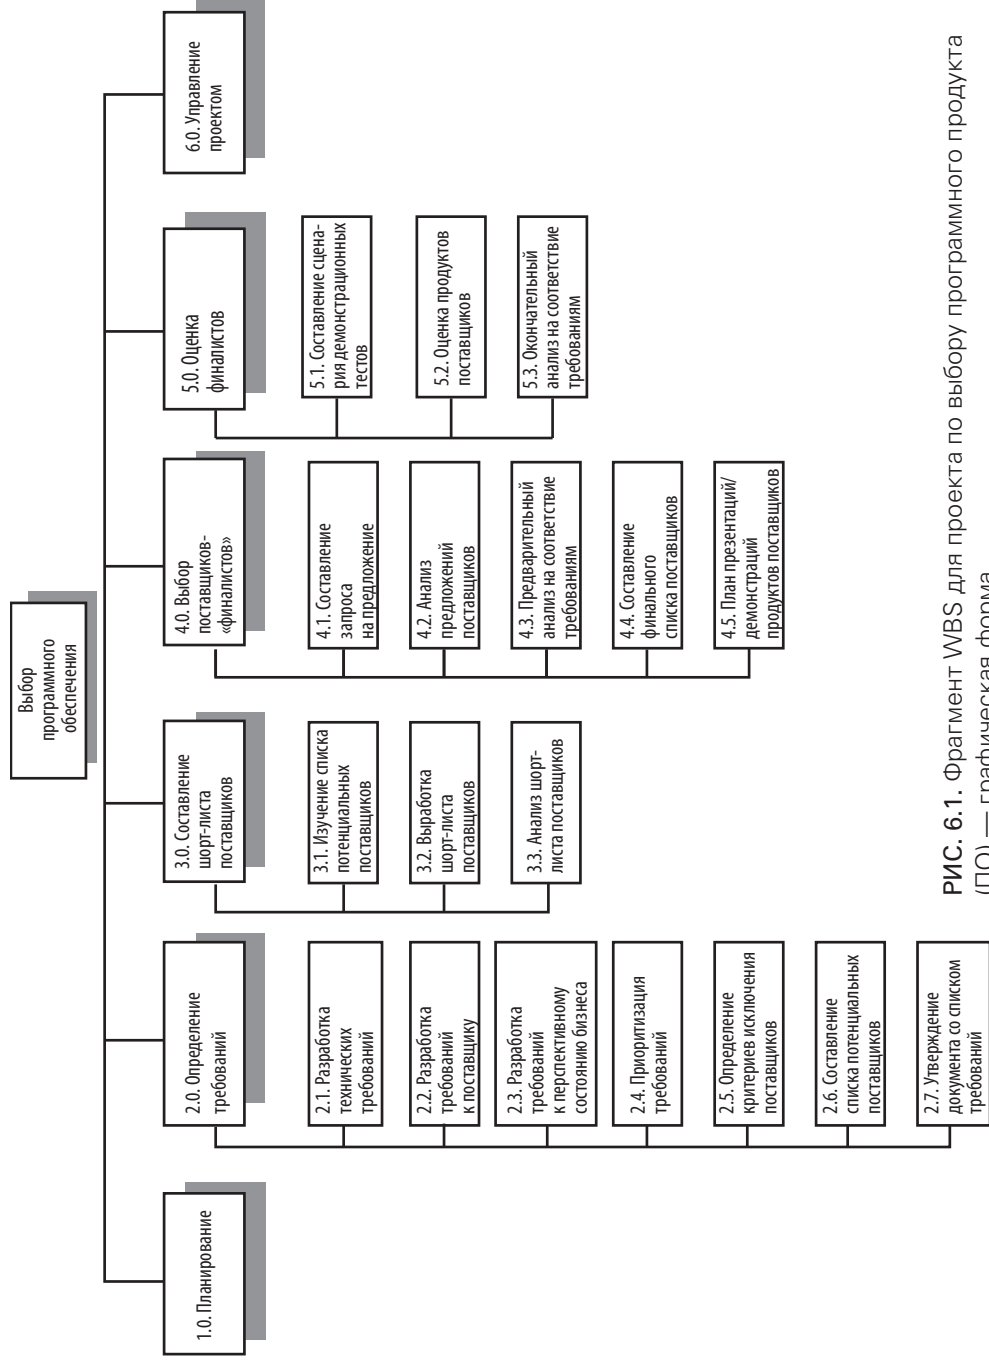 Выбор
программного
обеспечения
1.0. Планирование
2.0. Определение
требований
2.1. Разработка
технических
требований
2.2. Разработка
требований
к поставщику
2.3. Разработка
требований
к перспективному
состоянию бизнеса
2.4. Приоритизация
требований
2.5. Определение
критериев исключения
поставщиков
2.6. Составление
списка потенциальных
поставщиков
2.7. Утверждение
документа со списком
требований
3.0. Составление
шорт-листа
поставщиков
3.1. Изучение списка
потенциальных
поставщиков
3.2. Выработка
шорт-листа
поставщиков
3.3. Анализ шорт-
листа поставщиков
4.0. Выбор
поставщиков-
«финалистов»
4.1. Составление
запроса
на предложение
4.2. Анализ
предложений
поставщиков
4.3. Предварительный
анализ на соответствие
требованиям
4.4. Составление
финального
списка поставщиков
4.5. План презентаций/
демонстраций
продуктов поставщиков
5.0. Оценка
финалистов
5.1. Составление сцена-
рия демонстрационных
тестов
5.2. Оценка продуктов
поставщиков
5.3. Окончательный
анализ на соответствие
требованиям
6.0. Управление
проектом
РИС. 6.1. Фрагмент WBS для проекта по выбору программного продукта
(ПО) — графическая форма